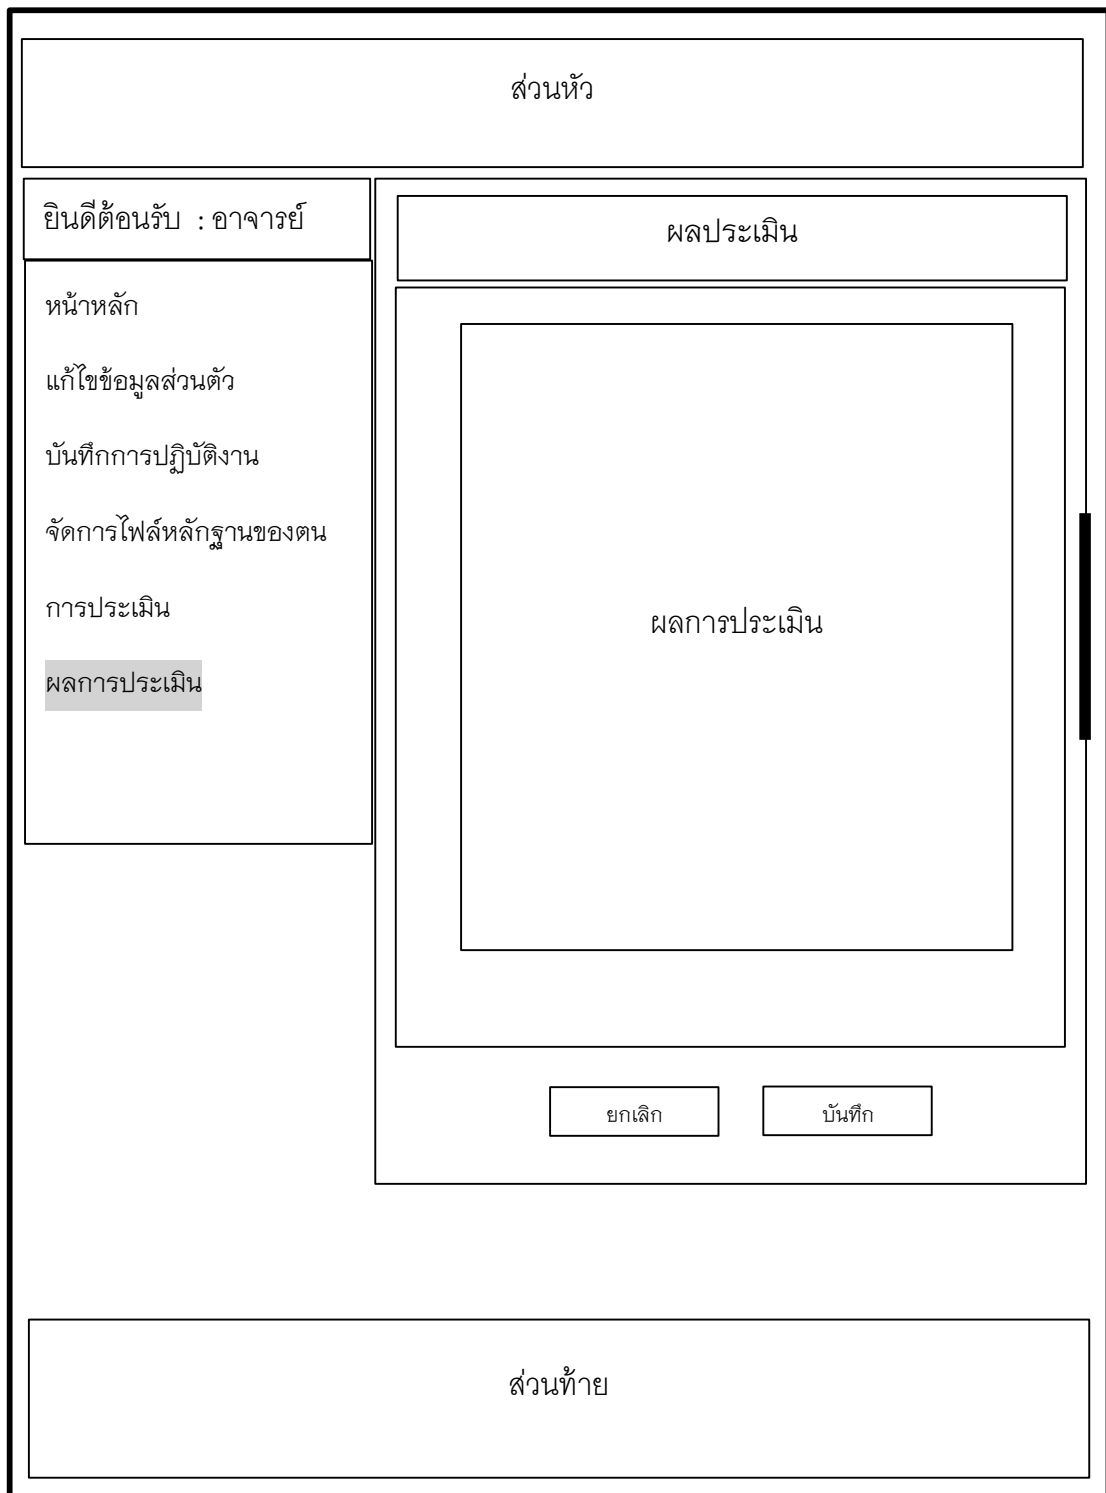 ส่วนหัว
ยินดีต้อนรับ : อาจารย์
หน้าหลัก
แก้ไขข้อมูลส่วนตัว
บันทึกการปฏิบัติงาน
จัดการไฟล์หลักฐานของตน
การประเมิน
ผลการประเมิน
ผลประเมิน
ผลการประเมิน
ยกเลิก
บันทึก
ส่วนท้าย